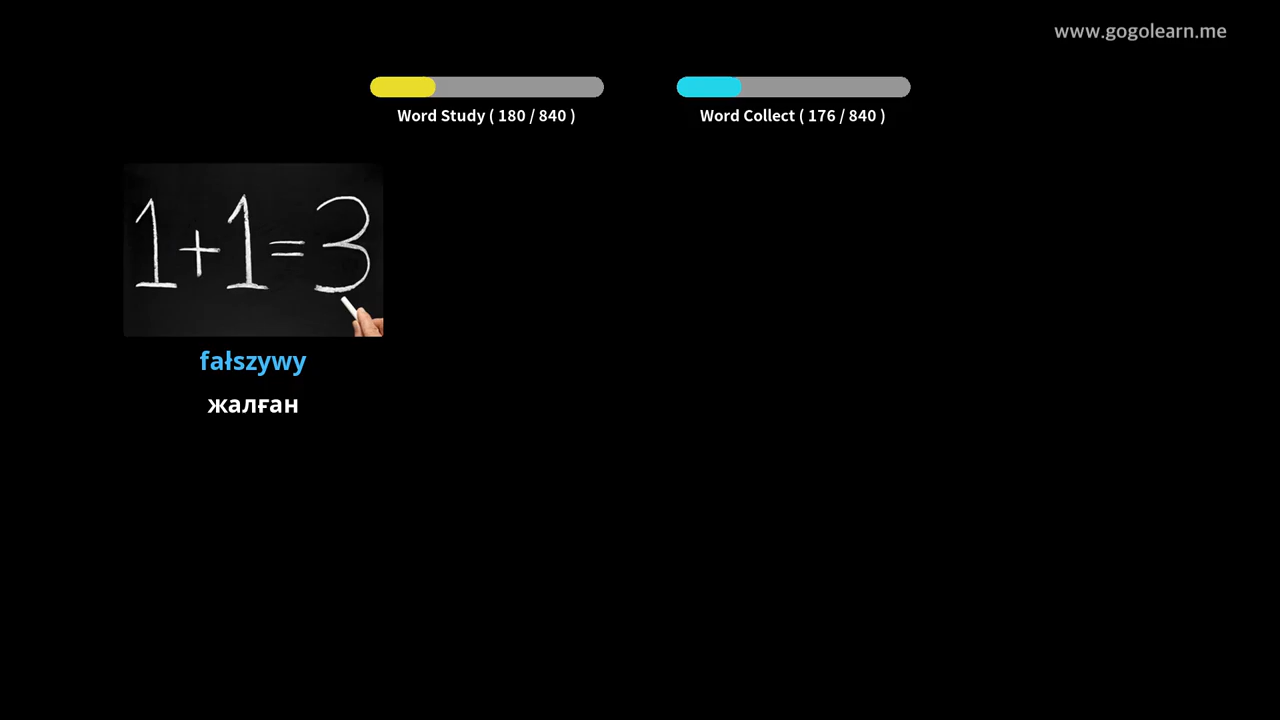 www.gogolearn.me
Word Study ( 180 / 840 )
Word Collect ( 176 / 840 )
1+1=3
fałszywy
жалған